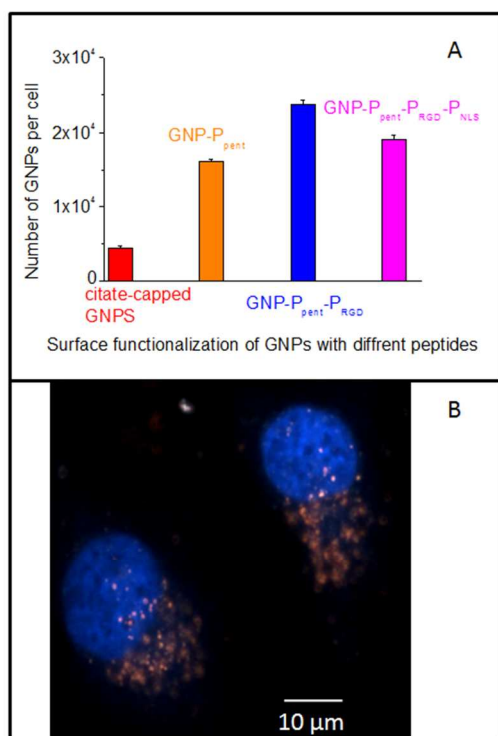 A
3x10⁴
2x10⁴
1x10⁴
0
Number of GNPs per cell
GNP-Ppent
GNP-Ppent-PRGD-PNLS
citate-capped
GNPS
GNP-Ppent-PRGD
Surface functionalization of GNPs with diffrent peptides
B
10 µm